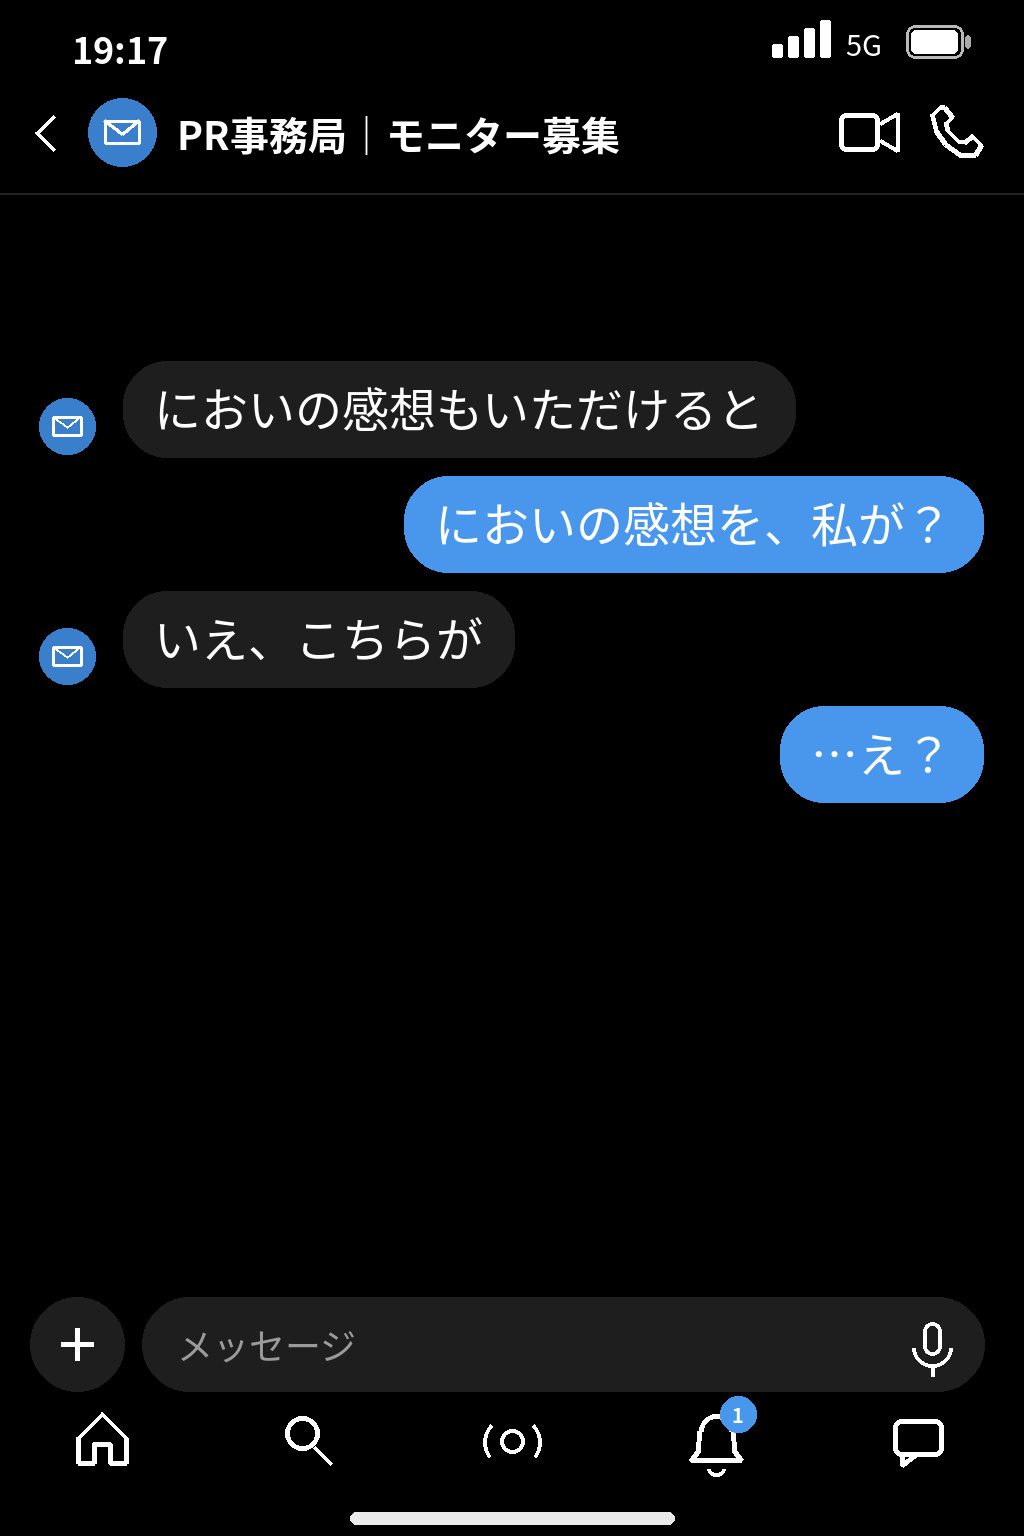 19:17
5G
PR事務局｜モニター募集
においの感想もいただけると
においの感想を、私が？
いえ、こちらが
…え？
メッセージ
1